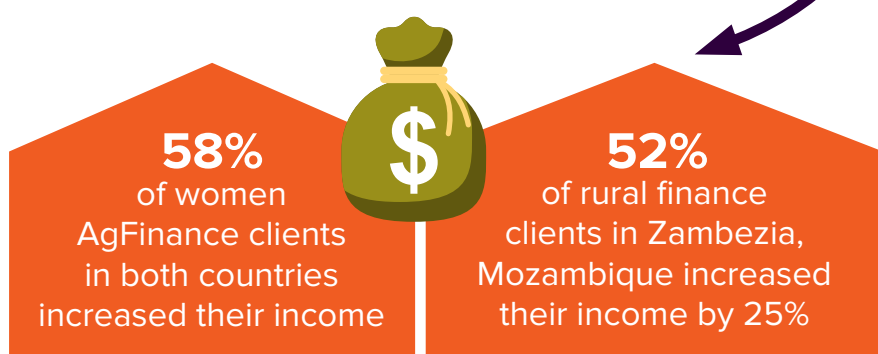 58%
of women
AgFinance clients
in both countries
increased their income
$
52%
of rural finance
clients in Zambezia,
Mozambique increased
their income by 25%